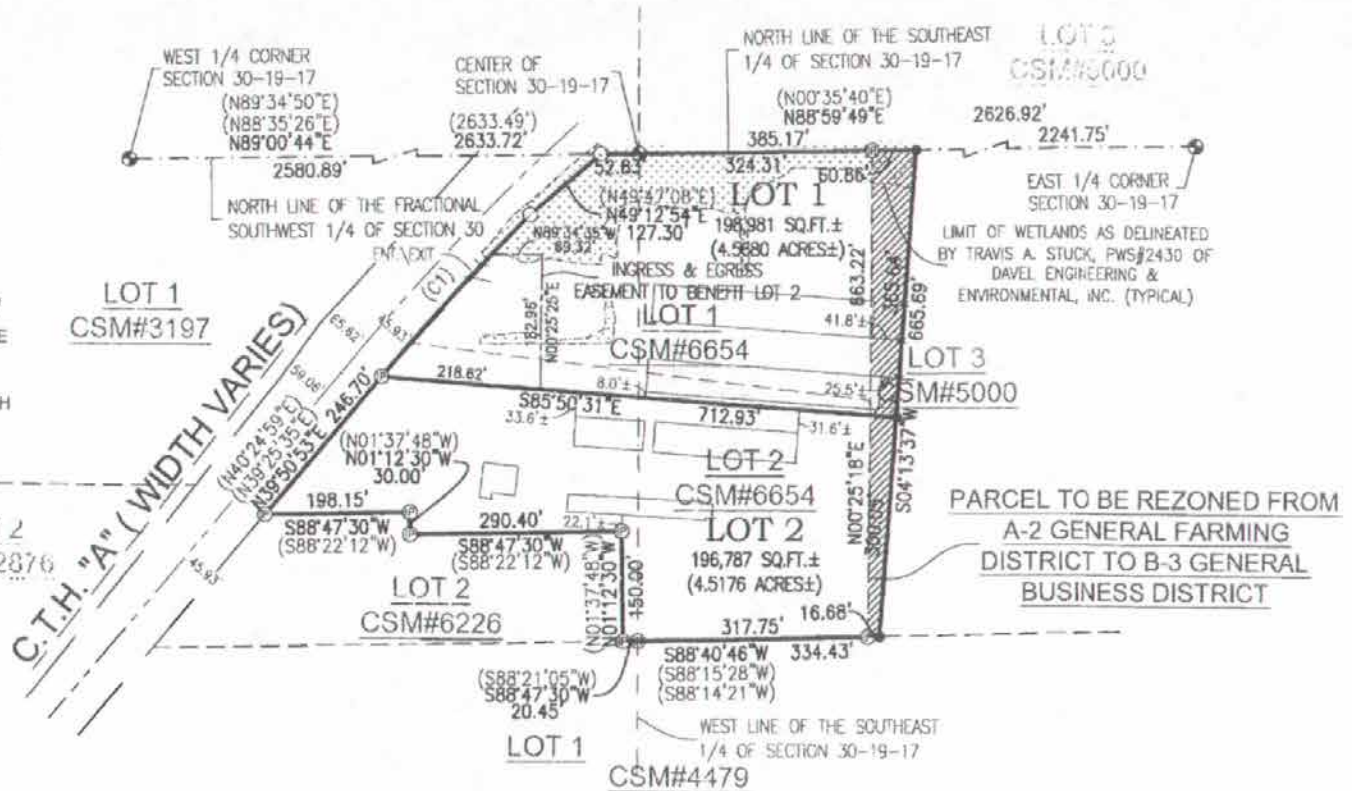 WEST 1/4 CORNER
SECTION 30-19-17
(N89°34'50"E)
(N88°35'26"E)
N89°00'44"E
2580.89'
NORTH LINE OF THE FRACTIONAL
SOUTHWEST 1/4 OF SECTION 30
CENTER OF
SECTION 30-19-17
(2633.49')
2633.72'
52.83'
NORTH LINE OF THE SOUTHEAST
1/4 OF SECTION 30-19-17
(N00°35'40"E)
N88°59'49"E
385.17'
324.31'
60.86'
2626.92'
2241.75'
EAST 1/4 CORNER
SECTION 30-19-17
LIMIT OF WETLANDS AS DELINEATED
BY TRAVIS A. STUCK, PWS#2430 OF
DAVEL ENGINEERING &
ENVIRONMENTAL, INC. (TYPICAL)
LOT 1
198,981 SQ.FT.±
(4.5680 ACRES±)
(N49°47'08"E)
N49°12'54"E
127.30'
N89°34'35"W
ENT.\EXIT
(C1)
INGRESS & EGRESS
EASEMENT TO BENEFIT LOT 2
N00°25'25"E
LOT 1
CSM#6654
663.22'
665.69'
41.8'±
25.5'±
LOT 3
SM#5000
LOT 1
CSM#3197
65.62
45.93'
59.06'
C.T.H. "A" ( WIDTH VARIES)
(N40°24'59"E)
(N39°25'35"E)
N39°50'53"E 246.70'
218.62'
8.0'±
S85°50'31"E
712.93'
33.6'±
31.6'±
(N01°37'48"W)
N01°12'30"W
30.00'
LOT 2
CSM#6654
LOT 2
196,787 SQ.FT.±
(4.5176 ACRES±)
N00°25'18"E
S04°13'37"W
198.15'
S88°47'30"W
(S88°22'12"W)
290.40'
22.1'±
S88°47'30"W
(S88°22'12"W)
45.93'
LOT 2
CSM#6226
(N01°37'48"W)
N01°12'30"W
150.00'
PARCEL TO BE REZONED FROM
A-2 GENERAL FARMING
DISTRICT TO B-3 GENERAL
BUSINESS DISTRICT
16.68'
317.75'
S88°40'46"W 334.43'
(S88°15'28"W)
(S88°14'21"W)
(S88°21'05"W)
S88°47'30"W
20.45'
WEST LINE OF THE SOUTHEAST
1/4 OF SECTION 30-19-17
LOT 1
CSM#4479
E
H
2
2876